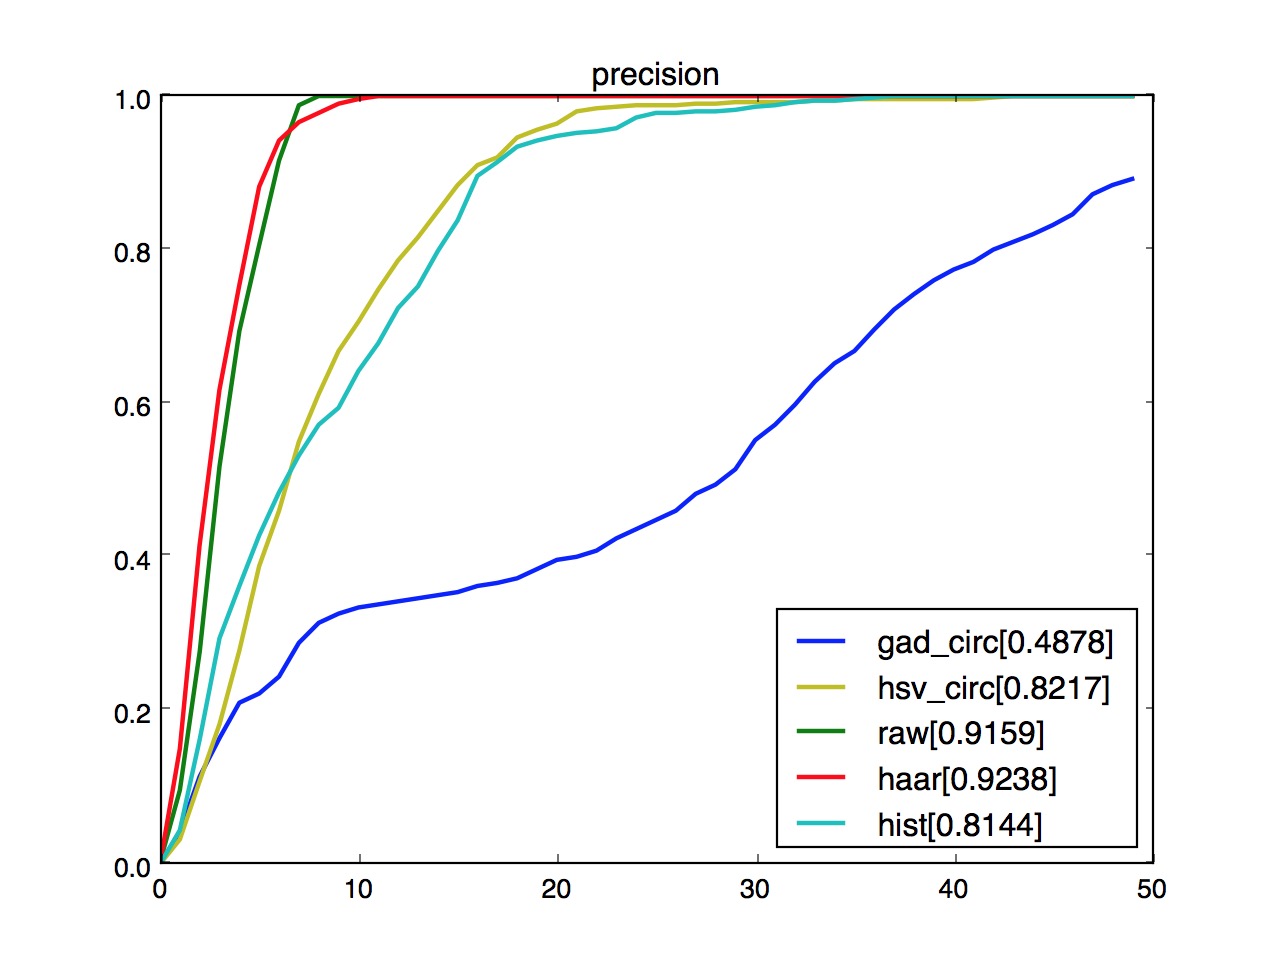 precision
1.0
0.8
0.6
0.4
0.2
0.0
0 10 20 30 40 50
gad_circ[0.4878]
hsv_circ[0.8217]
raw[0.9159]
haar[0.9238]
hist[0.8144]